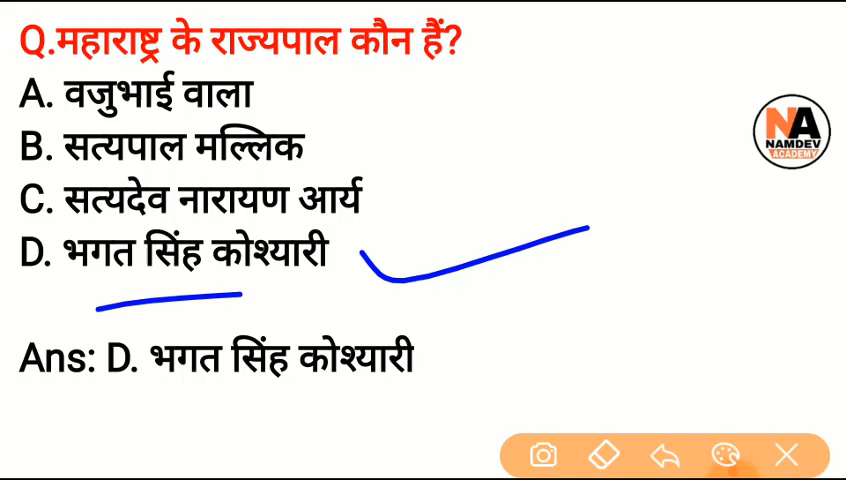 Q.महाराष्ट्र के राज्यपाल कौन हैं?
A. वजुभाई वाला
B. सत्यपाल मल्लिक
C. सत्यदेव नारायण आर्य
D. भगत सिंह कोश्यारी
Ans: D. भगत सिंह कोश्यारी
NA
NAMDEV
ACADEMY